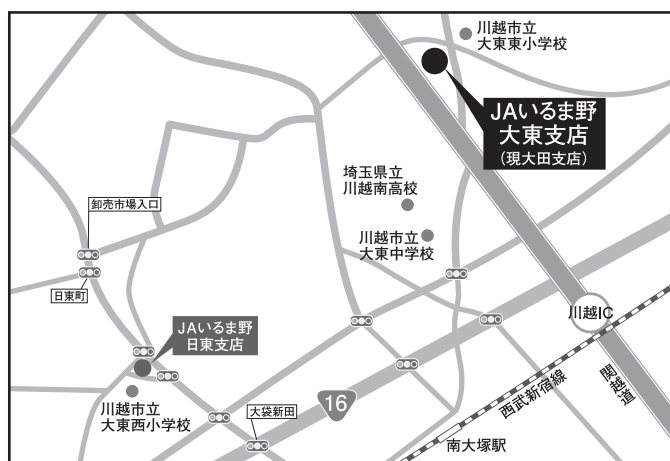 川越市立
大東東小学校
JAいるま野
大東支店
(現大田支店)
埼玉県立
川越南高校
川越市立
大東中学校
卸売市場入口
日東町
JAいるま野
日東支店
川越市立
大東西小学校
大袋新田
16
川越IC
西武新宿線
関越道
南大塚駅